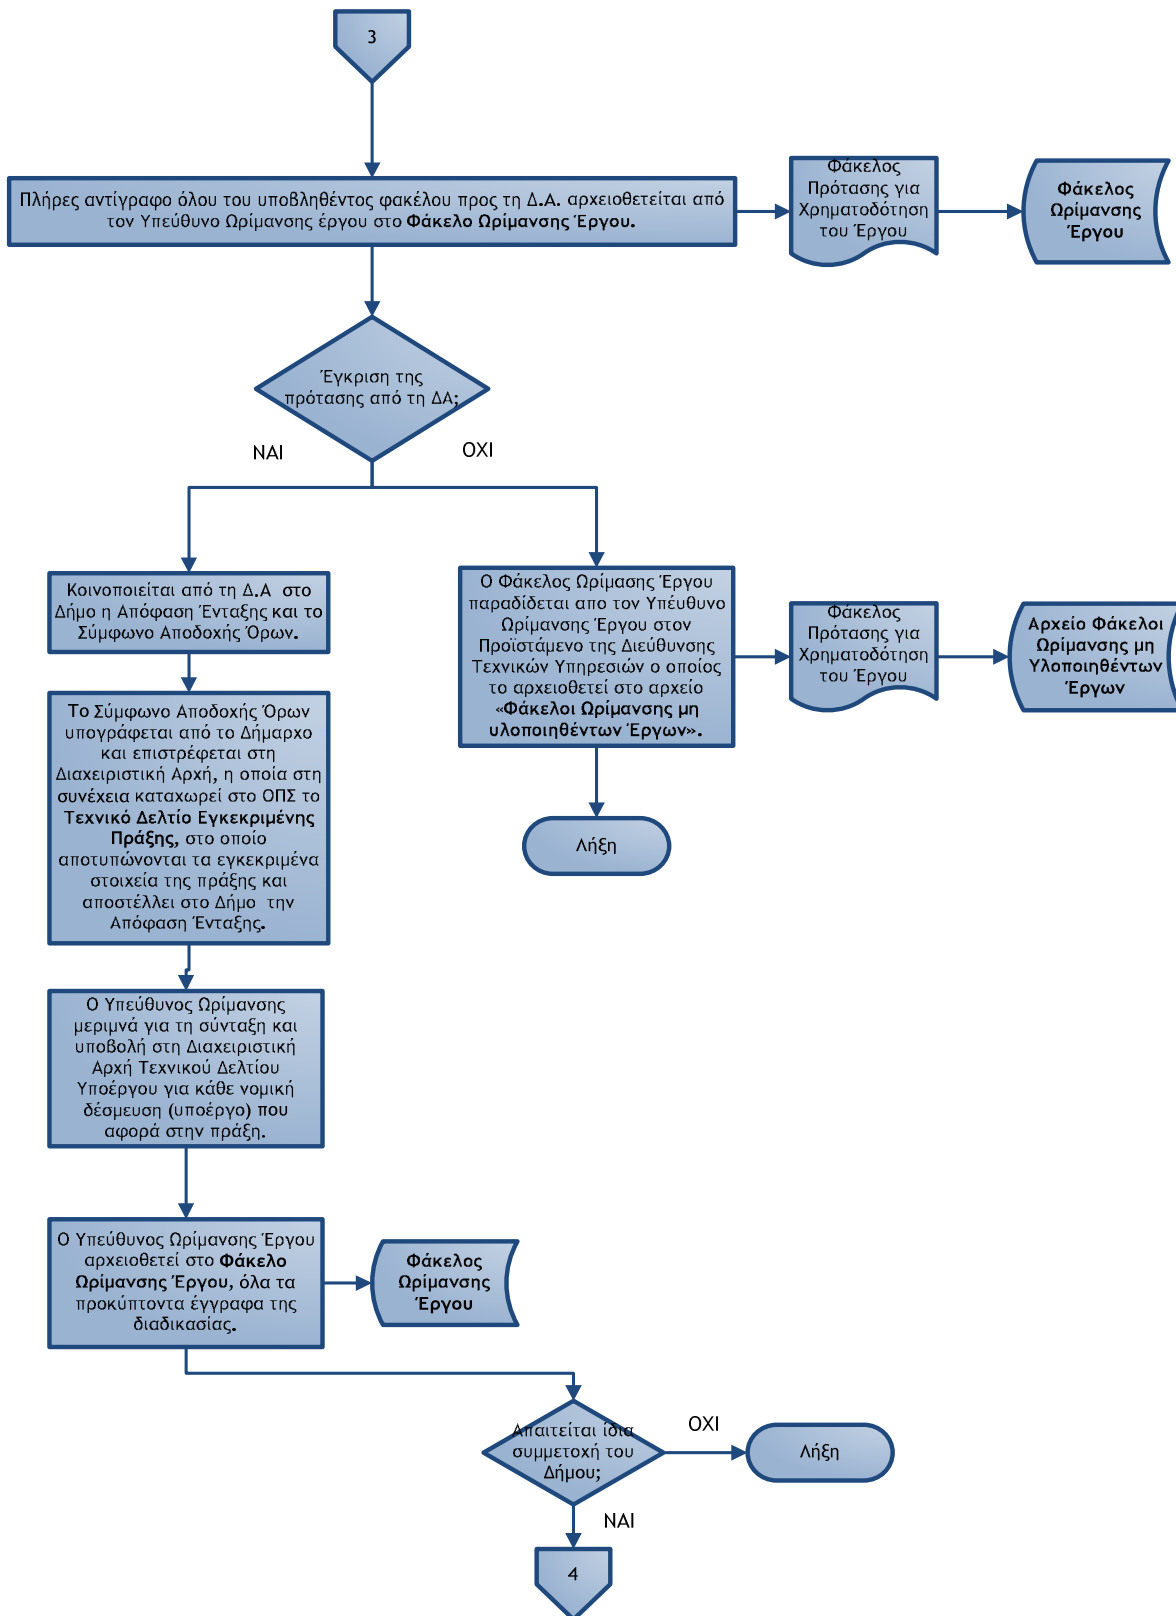 3
Πλήρες αντίγραφο όλου του υποβληθέντος φακέλου προς τη Δ.Α. αρχειοθετείται από
τον Υπεύθυνο Ωρίμανσης έργου στο Φάκελο Ωρίμανσης Έργου.
Φάκελος
Πρότασης για
Χρηματοδότηση
του Έργου
Φάκελος
Ωρίμανσης
Έργου
Έγκριση της
πρότασης από τη ΔΑ;
ΝΑΙ
ΟΧΙ
Κοινοποιείται από τη Δ.Α στο
Δήμο η Απόφαση Ένταξης και το
Σύμφωνο Αποδοχής Όρων.
Ο Φάκελος Ωρίμασης Έργου
παραδίδεται απο τον Υπέυθυνο
Ωρίμανσης Έργου στον
Προϊστάμενο της Διεύθυνσης
Τεχνικών Υπηρεσιών ο οποίος
το αρχειοθετεί στο αρχείο
«Φάκελοι Ωρίμανσης μη
υλοποιηθέντων Έργων».
Φάκελος
Πρότασης για
Χρηματοδότηση
του Έργου
Αρχείο Φάκελοι
Ωρίμανσης μη
Υλοποιηθέντων
Έργων
Το Σύμφωνο Αποδοχής Όρων
υπογράφεται από το Δήμαρχο
και επιστρέφεται στη
Διαχειριστική Αρχή, η οποία στη
συνέχεια καταχωρεί στο ΟΠΣ το
Τεχνικό Δελτίο Εγκεκριμένης
Πράξης, στο οποίο
αποτυπώνονται τα εγκεκριμένα
στοιχεία της πράξης και
αποστέλλει στο Δήμο την
Απόφαση Ένταξης.
Λήξη
Ο Υπεύθυνος Ωρίμανσης
μεριμνά για τη σύνταξη και
υποβολή στη Διαχειριστική
Αρχή Τεχνικού Δελτίου
Υποέργου για κάθε νομική
δέσμευση (υποέργο) που
αφορά στην πράξη.
Ο Υπεύθυνος Ωρίμανσης Έργου
αρχειοθετεί στο Φάκελο
Ωρίμανσης Έργου, όλα τα
προκύπτοντα έγγραφα της
διαδικασίας.
Φάκελος
Ωρίμανσης
Έργου
Απαιτείται ίδια
συμμετοχή του
Δήμου;
ΟΧΙ
Λήξη
ΝΑΙ
4